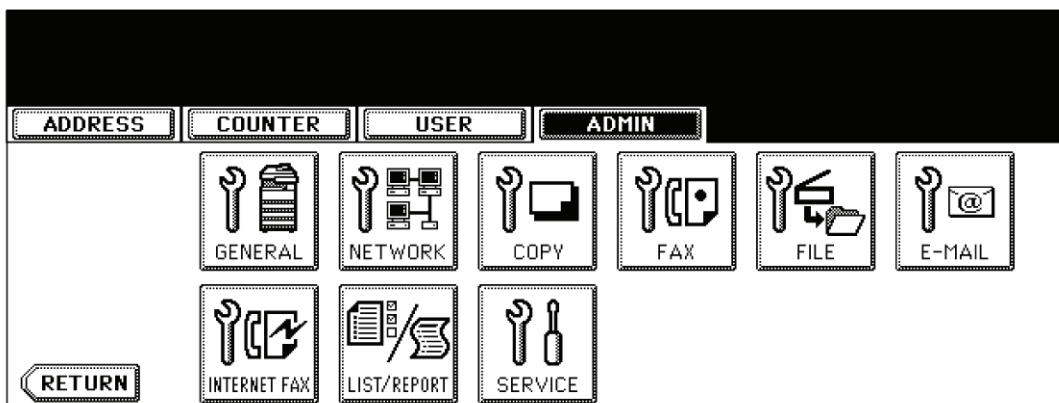 ADDRESS COUNTER USER ADMIN
GENERAL NETWORK COPY FAX FILE @ E-MAIL
INTERNET FAX LIST/REPORT SERVICE
RETURN